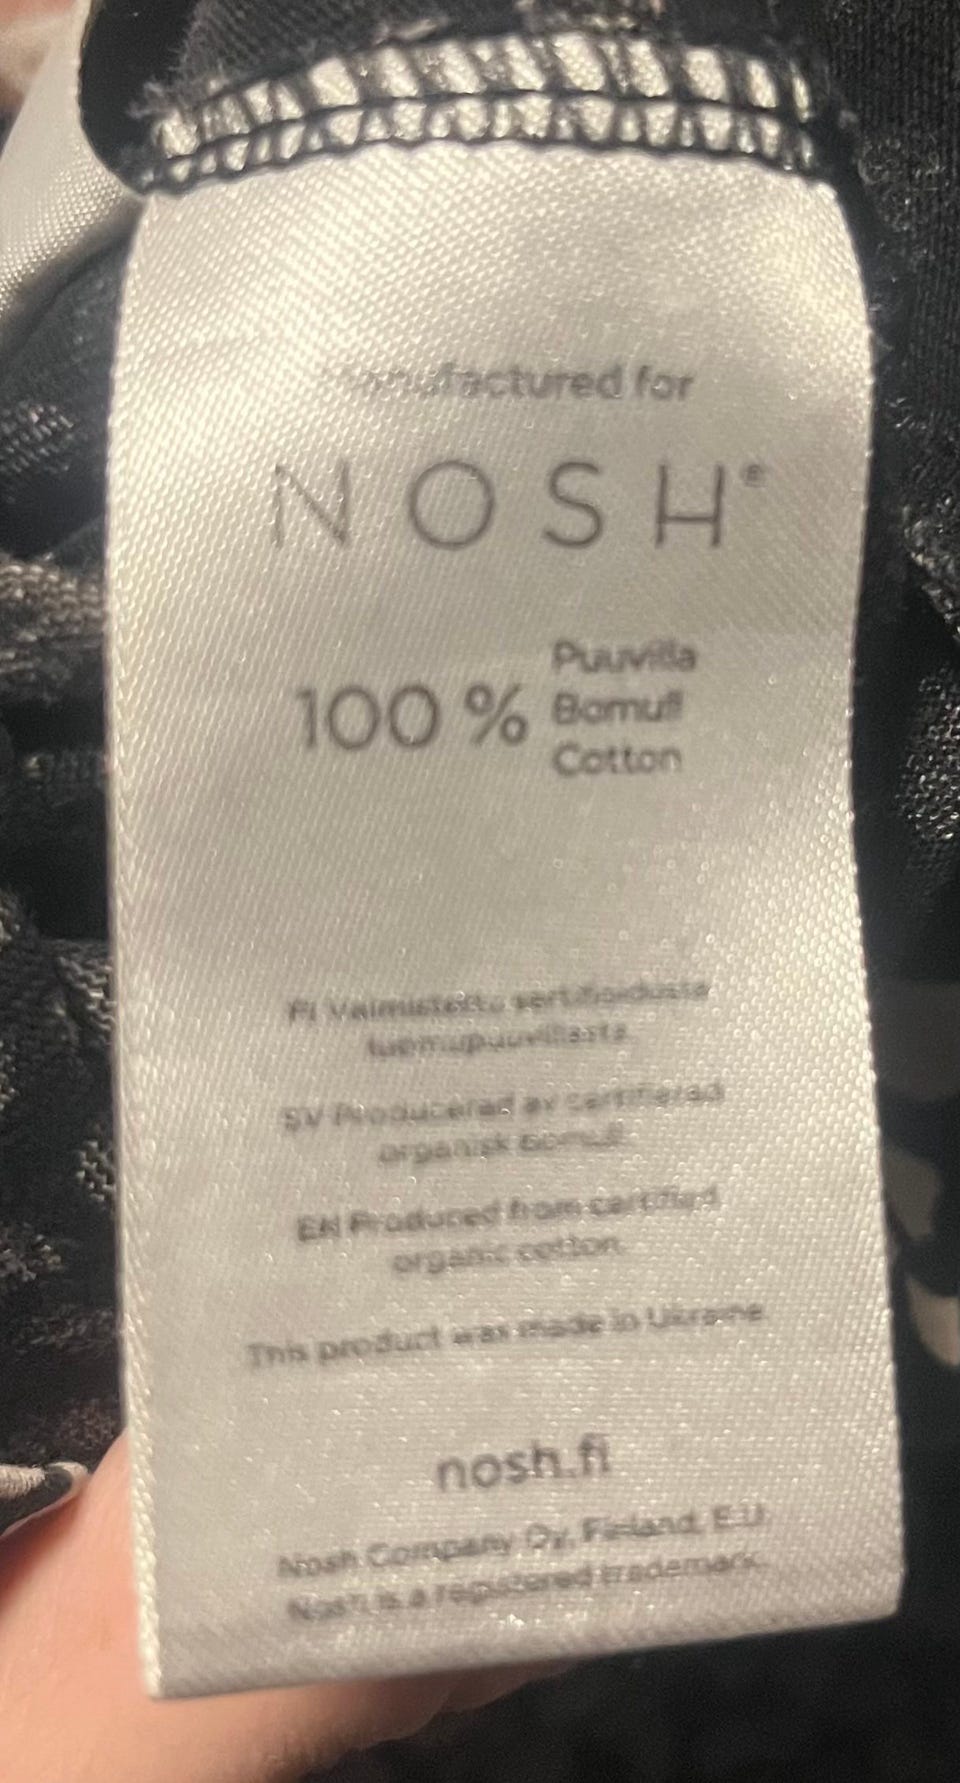 Manufactured for
NOSH®
100 % Puuvilla
Bomull
Cotton
FI Valmistettu sertifioidusta
luomupuuvillasta.
SV Producerad av certifierad
organisk bomull.
EN Produced from certified
organic cotton.
This product was made in Ukraine.
nosh.fi
Nosh Company Oy, Finland, E.U.
Nosh is a registered trademark.